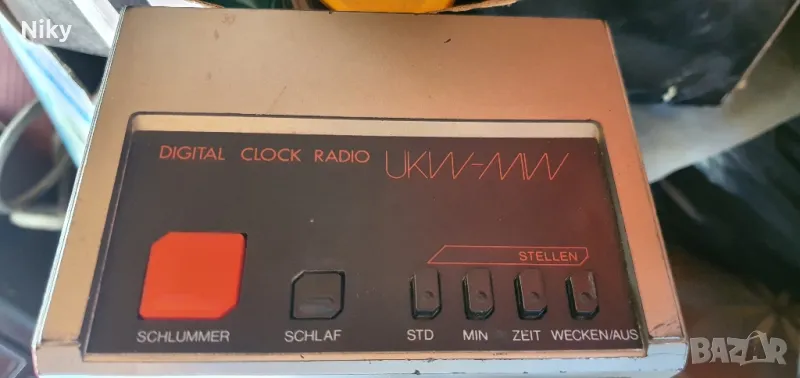 Niky
DIGITAL CLOCK RADIO UKW-MW
STELLEN
SCHLUMMER SCHLAF STD MIN ZEIT WECKEN/AUS
BAZAR